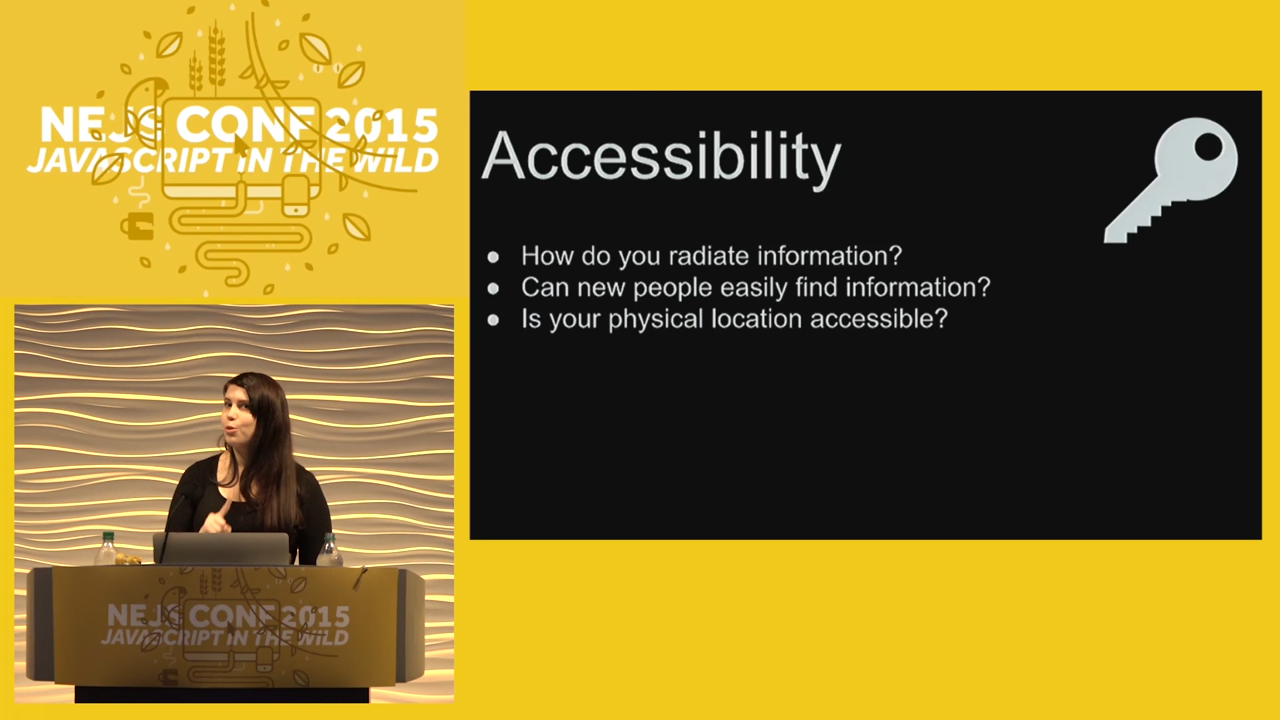 NEJS CONF 2015
JAVASCRIPT IN THE WILD
Accessibility
● How do you radiate information?
● Can new people easily find information?
● Is your physical location accessible?
NEJS CONF 2015
JAVASCRIPT IN THE WILD